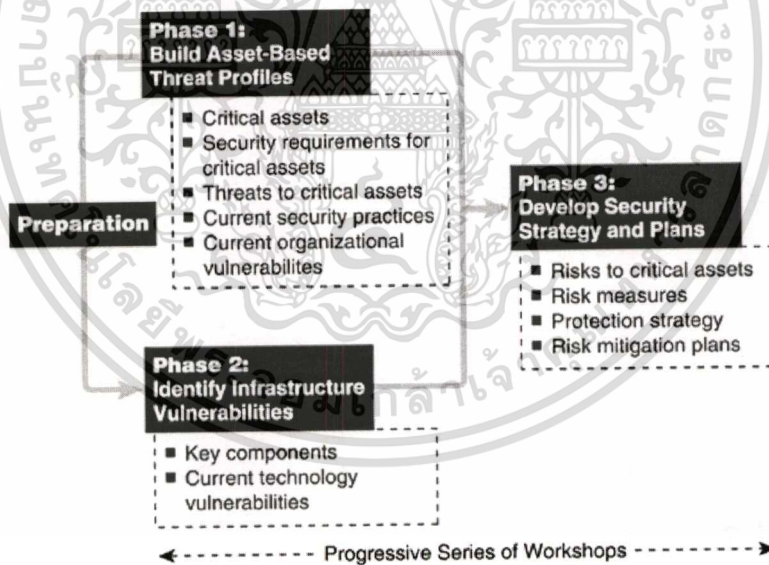 Phase 1:
Build Asset-Based
Threat Profiles
■ Critical assets
■ Security requirements for
critical assets
■ Threats to critical assets
■ Current security practices
■ Current organizational
vulnerabilites
Preparation
Phase 2:
Identify Infrastructure
Vulnerabilities
■ Key components
■ Current technology
vulnerabilities
Phase 3:
Develop Security
Strategy and Plans
■ Risks to critical assets
■ Risk measures
■ Protection strategy
■ Risk mitigation plans
Progressive Series of Workshops